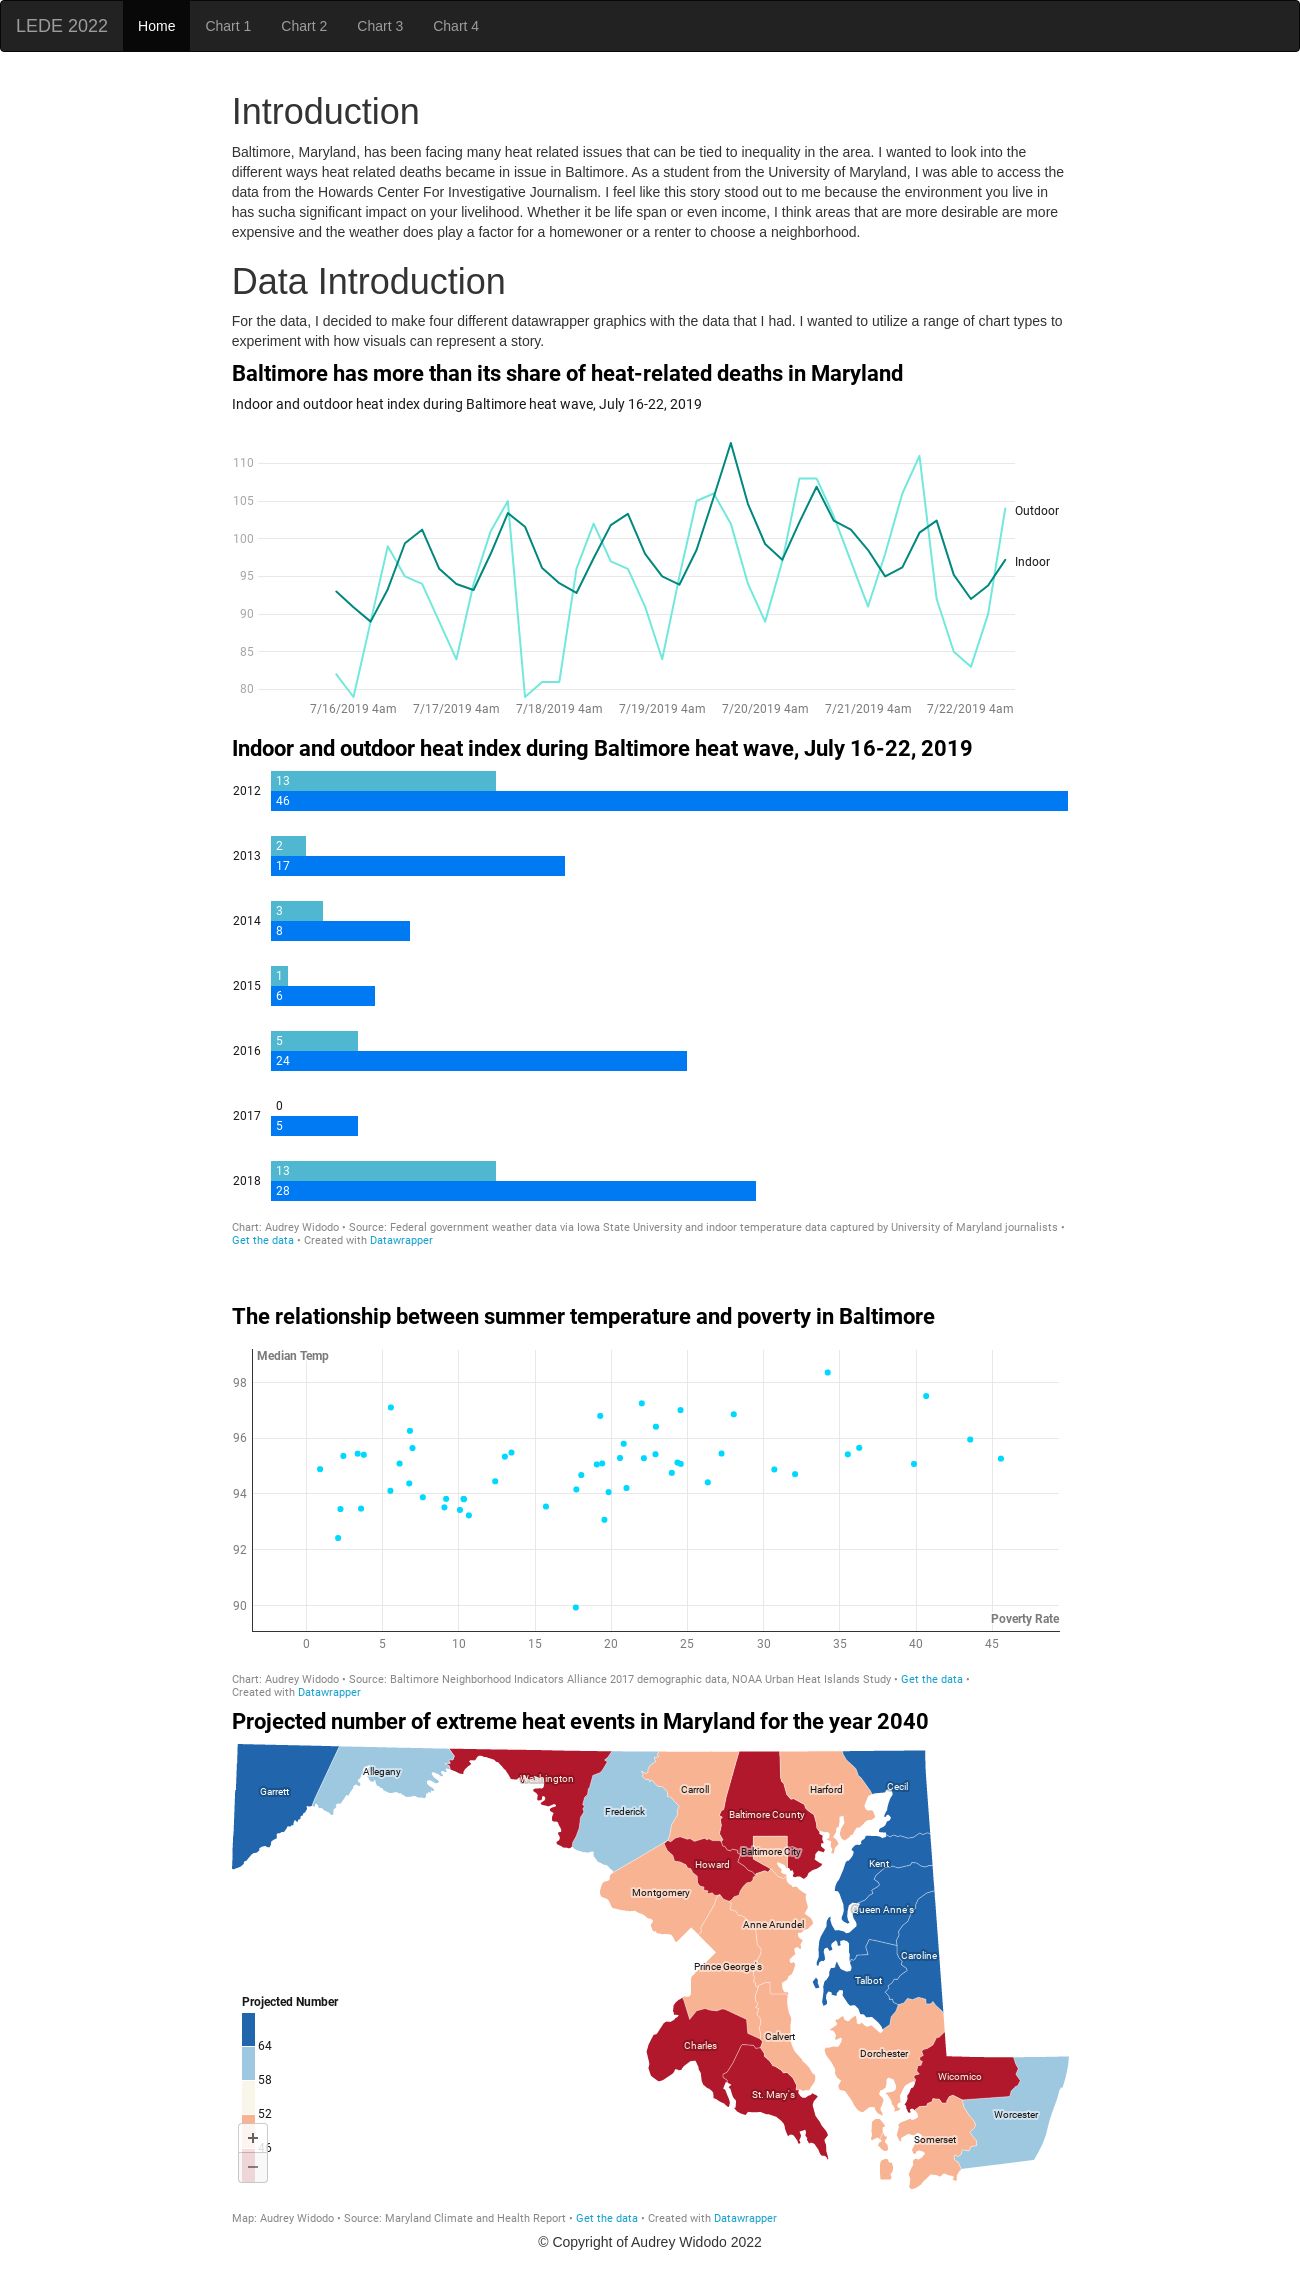 LEDE 2022 Home Chart 1 Chart 2 Chart 3 Chart 4
Introduction
Baltimore, Maryland, has been facing many heat related issues that can be tied to inequality in the area. I wanted to look into the
different ways heat related deaths became in issue in Baltimore. As a student from the University of Maryland, I was able to access the
data from the Howards Center For Investigative Journalism. I feel like this story stood out to me because the environment you live in
has sucha significant impact on your livelihood. Whether it be life span or even income, I think areas that are more desirable are more
expensive and the weather does play a factor for a homewoner or a renter to choose a neighborhood.
Data Introduction
For the data, I decided to make four different datawrapper graphics with the data that I had. I wanted to utilize a range of chart types to
experiment with how visuals can represent a story.
Baltimore has more than its share of heat-related deaths in Maryland
Indoor and outdoor heat index during Baltimore heat wave, July 16-22, 2019
110
105
Outdoor
100
Indoor
95
90
85
80
7/16/2019 4am 7/17/2019 4am 7/18/2019 4am 7/19/2019 4am 7/20/2019 4am 7/21/2019 4am 7/22/2019 4am
Indoor and outdoor heat index during Baltimore heat wave, July 16-22, 2019
13
2012
46
2
2013
17
3
2014
8
1
2015
6
5
2016
24
0
2017
5
13
2018
28
Chart: Audrey Widodo • Source: Federal government weather data via Iowa State University and indoor temperature data captured by University of Maryland journalists •
Get the data • Created with Datawrapper
The relationship between summer temperature and poverty in Baltimore
Median Temp
98
96
94
92
90
Poverty Rate
0 5 10 15 20 25 30 35 40 45
Chart: Audrey Widodo • Source: Baltimore Neighborhood Indicators Alliance 2017 demographic data, NOAA Urban Heat Islands Study • Get the data •
Created with Datawrapper
Projected number of extreme heat events in Maryland for the year 2040
Allegany
Washington
Garrett
Carroll
Harford
Cecil
Frederick
Baltimore County
Baltimore City
Howard
Kent
Montgomery
Queen Anne's
Anne Arundel
Caroline
Prince George's
Talbot
Projected Number
Calvert
64
Charles
Dorchester
58
Wicomico
St. Mary's
52
Worcester
+
Somerset
46
−
Map: Audrey Widodo • Source: Maryland Climate and Health Report • Get the data • Created with Datawrapper
© Copyright of Audrey Widodo 2022